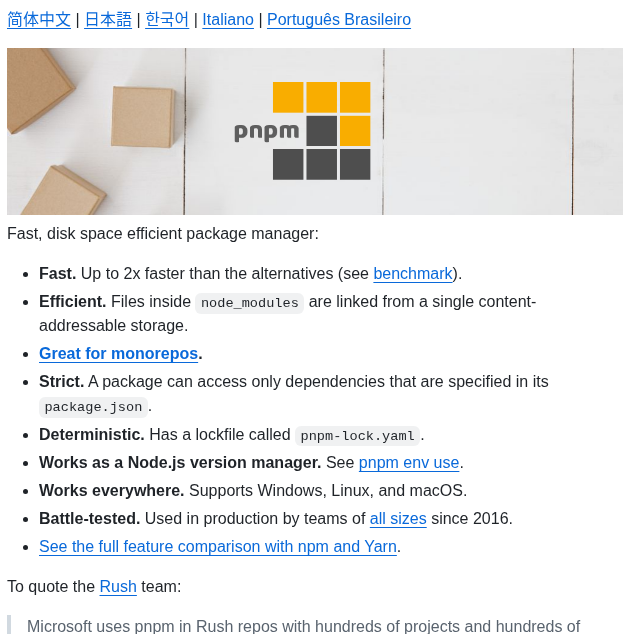 简体中文 | 日本語 | 한국어 | Italiano | Português Brasileiro
pnpm
Fast, disk space efficient package manager:
Fast. Up to 2x faster than the alternatives (see benchmark).
Efficient. Files inside node_modules are linked from a single content-
addressable storage.
Great for monorepos.
Strict. A package can access only dependencies that are specified in its
package.json.
Deterministic. Has a lockfile called pnpm-lock.yaml.
Works as a Node.js version manager. See pnpm env use.
Works everywhere. Supports Windows, Linux, and macOS.
Battle-tested. Used in production by teams of all sizes since 2016.
See the full feature comparison with npm and Yarn.
To quote the Rush team:
Microsoft uses pnpm in Rush repos with hundreds of projects and hundreds of